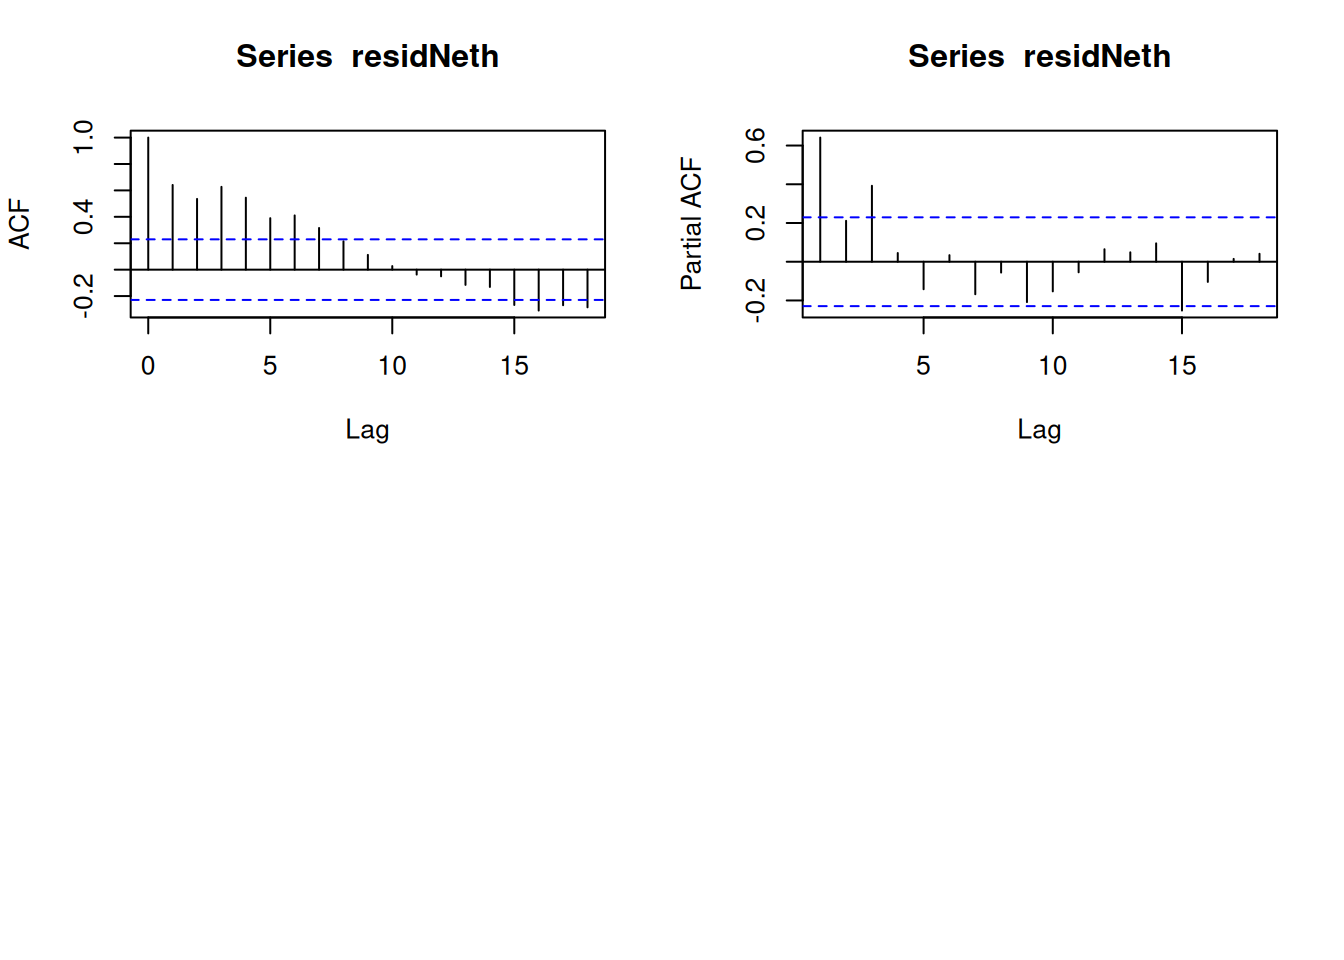 Series  residNeth
ACF
1.0
0.4
-0.2
0 5 10 15
Lag
Series  residNeth
Partial ACF
0.6
0.2
-0.2
5 10 15
Lag